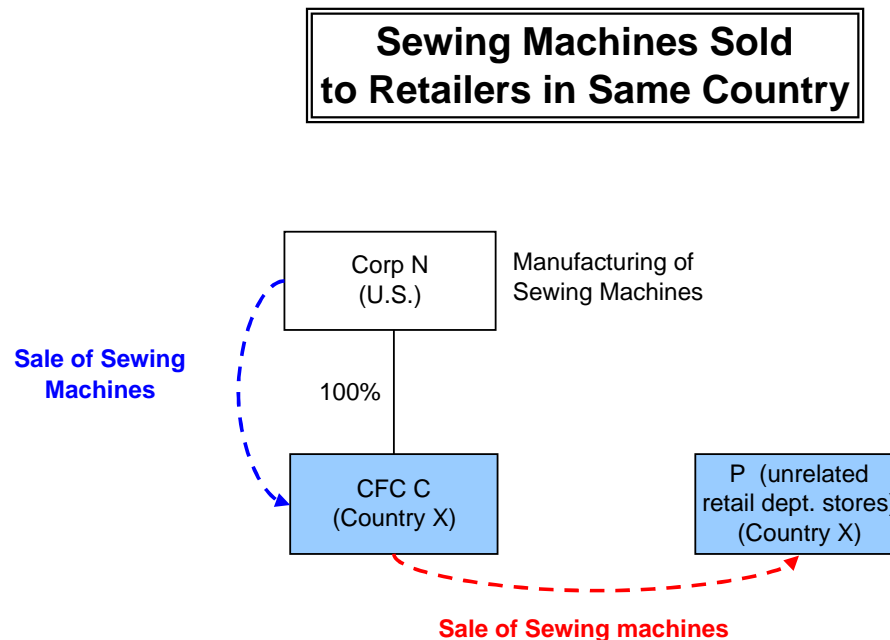 Sewing Machines Sold
to Retailers in Same Country
Corp N
(U.S.)
Manufacturing of
Sewing Machines
Sale of Sewing
Machines
100%
CFC C
(Country X)
P (unrelated
retail dept. stores)
(Country X)
Sale of Sewing machines